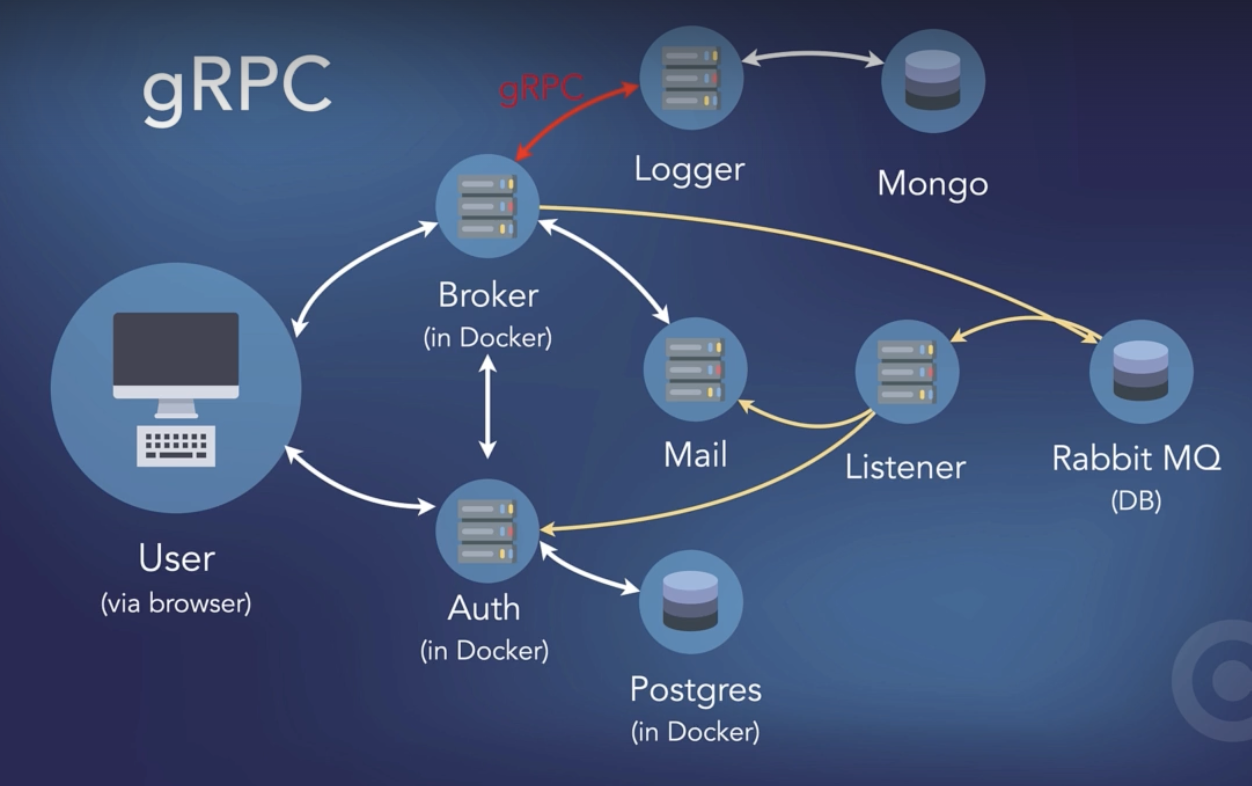 gRPC
gRPC
Logger
Mongo
Broker
(in Docker)
Mail
Listener
Rabbit MQ
(DB)
User
(via browser)
Auth
(in Docker)
Postgres
(in Docker)